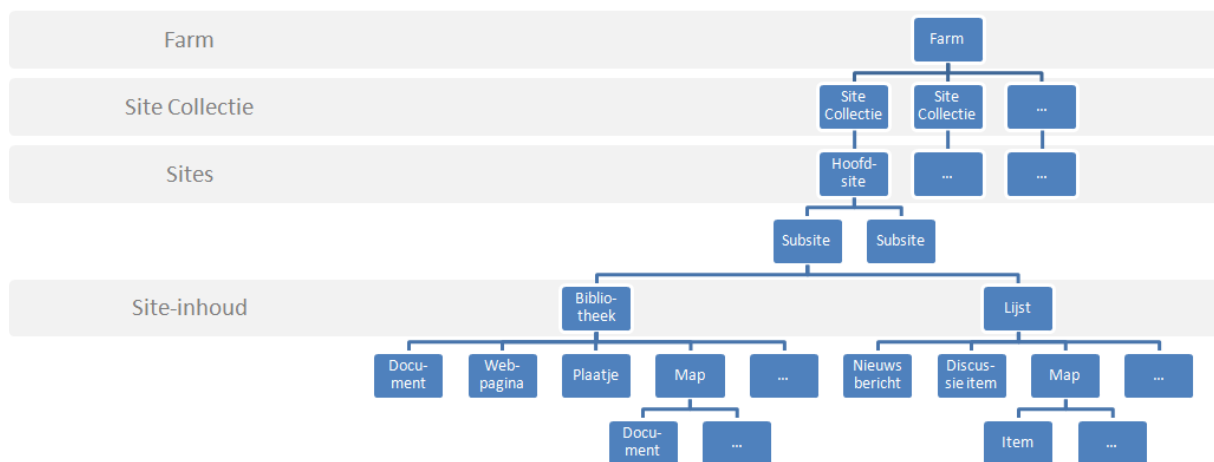 Farm
Farm
Site Collectie
Site
Collectie
Site
Collectie
...
Sites
Hoofd-
site
...
...
Subsite
Subsite
Site-inhoud
Biblio-
theek
Lijst
Docu-
ment
Web-
pagina
Plaatje
Map
...
Nieuws
bericht
Discus-
sie item
Map
...
Docu-
ment
...
Item
...